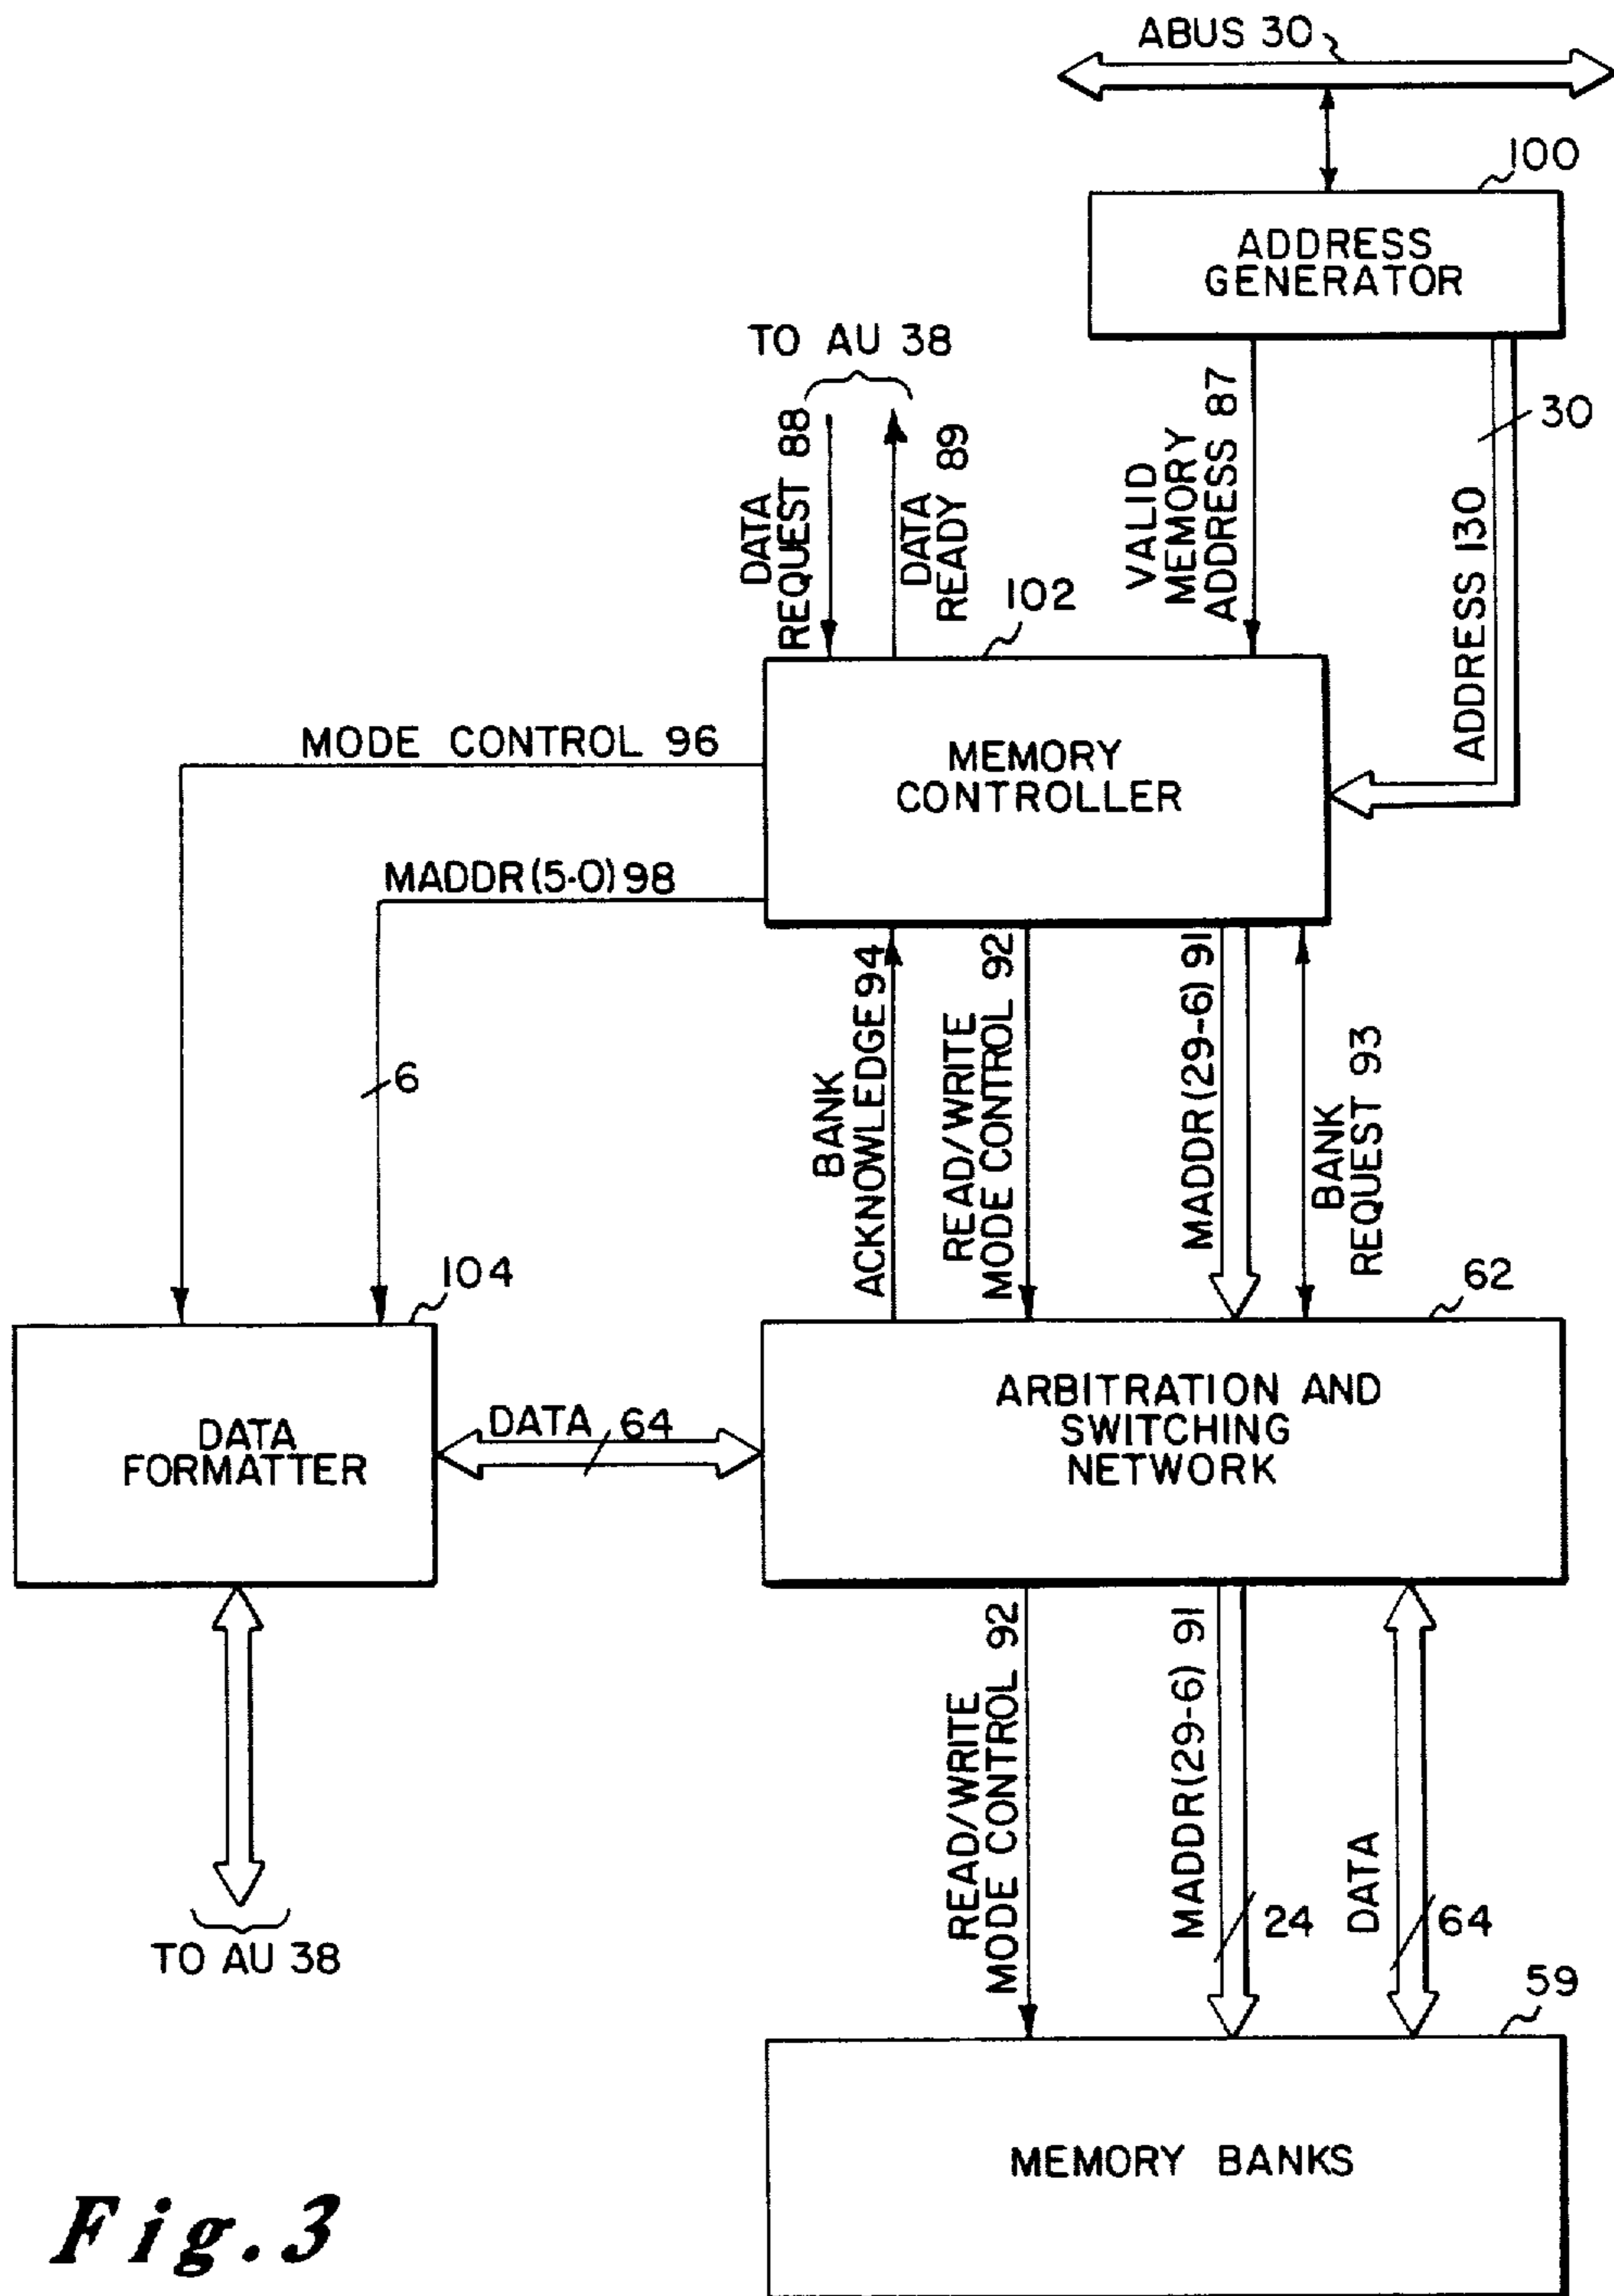 ABUS 30
100
ADDRESS
GENERATOR
TO AU 38
DATA
REQUEST 88
DATA
READY 89
VALID
MEMORY
ADDRESS 87
30
ADDRESS 130
102
MEMORY
CONTROLLER
MODE CONTROL 96
MADDR(5-0) 98
6
BANK
ACKNOWLEDGE 94
READ/WRITE
MODE CONTROL 92
MADDR(29-6) 91
BANK
REQUEST 93
104
62
DATA
FORMATTER
DATA 64
ARBITRATION AND
SWITCHING
NETWORK
TO AU 38
READ/WRITE
MODE CONTROL 92
MADDR(29-6) 91
24
DATA
64
59
MEMORY BANKS
Fig.3